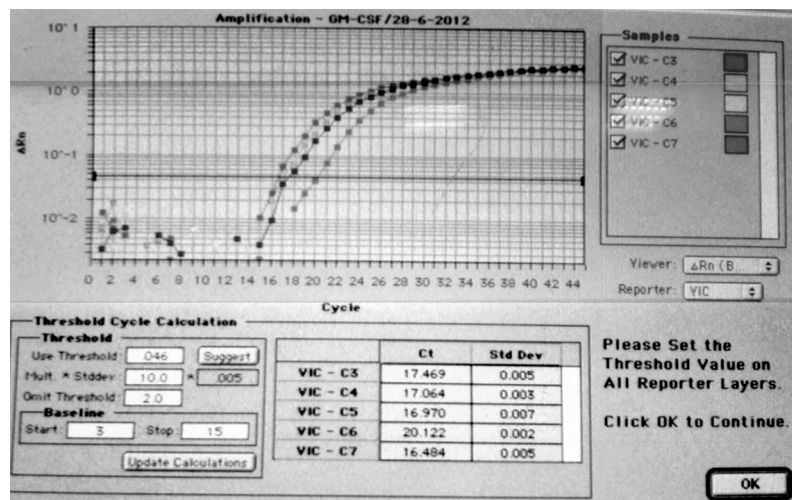 Amplification - GM-CSF/28-6-2012
10^ 1
10^ 0
10^-1
10^-2
ΔRn
0 2 4 6 8 10 12 14 16 18 20 22 24 26 28 30 32 34 36 38 40 42 44
Cycle
Samples
VIC - C3
VIC - C4
VIC - C5
VIC - C6
VIC - C7
Viewer: ΔRn (B...
Reporter: VIC
Threshold Cycle Calculation
Threshold
Use Threshold: .046 Suggest
Mult. * Stddev: 10.0 * .005
Omit Threshold: 2.0
Baseline
Start: 3 Stop: 15
Update Calculations
Ct Std Dev
VIC - C3 17.469 0.005
VIC - C4 17.064 0.003
VIC - C5 16.970 0.007
VIC - C6 20.122 0.002
VIC - C7 16.484 0.005
Please Set the
Threshold Value on
All Reporter Layers.
Click OK to Continue.
OK